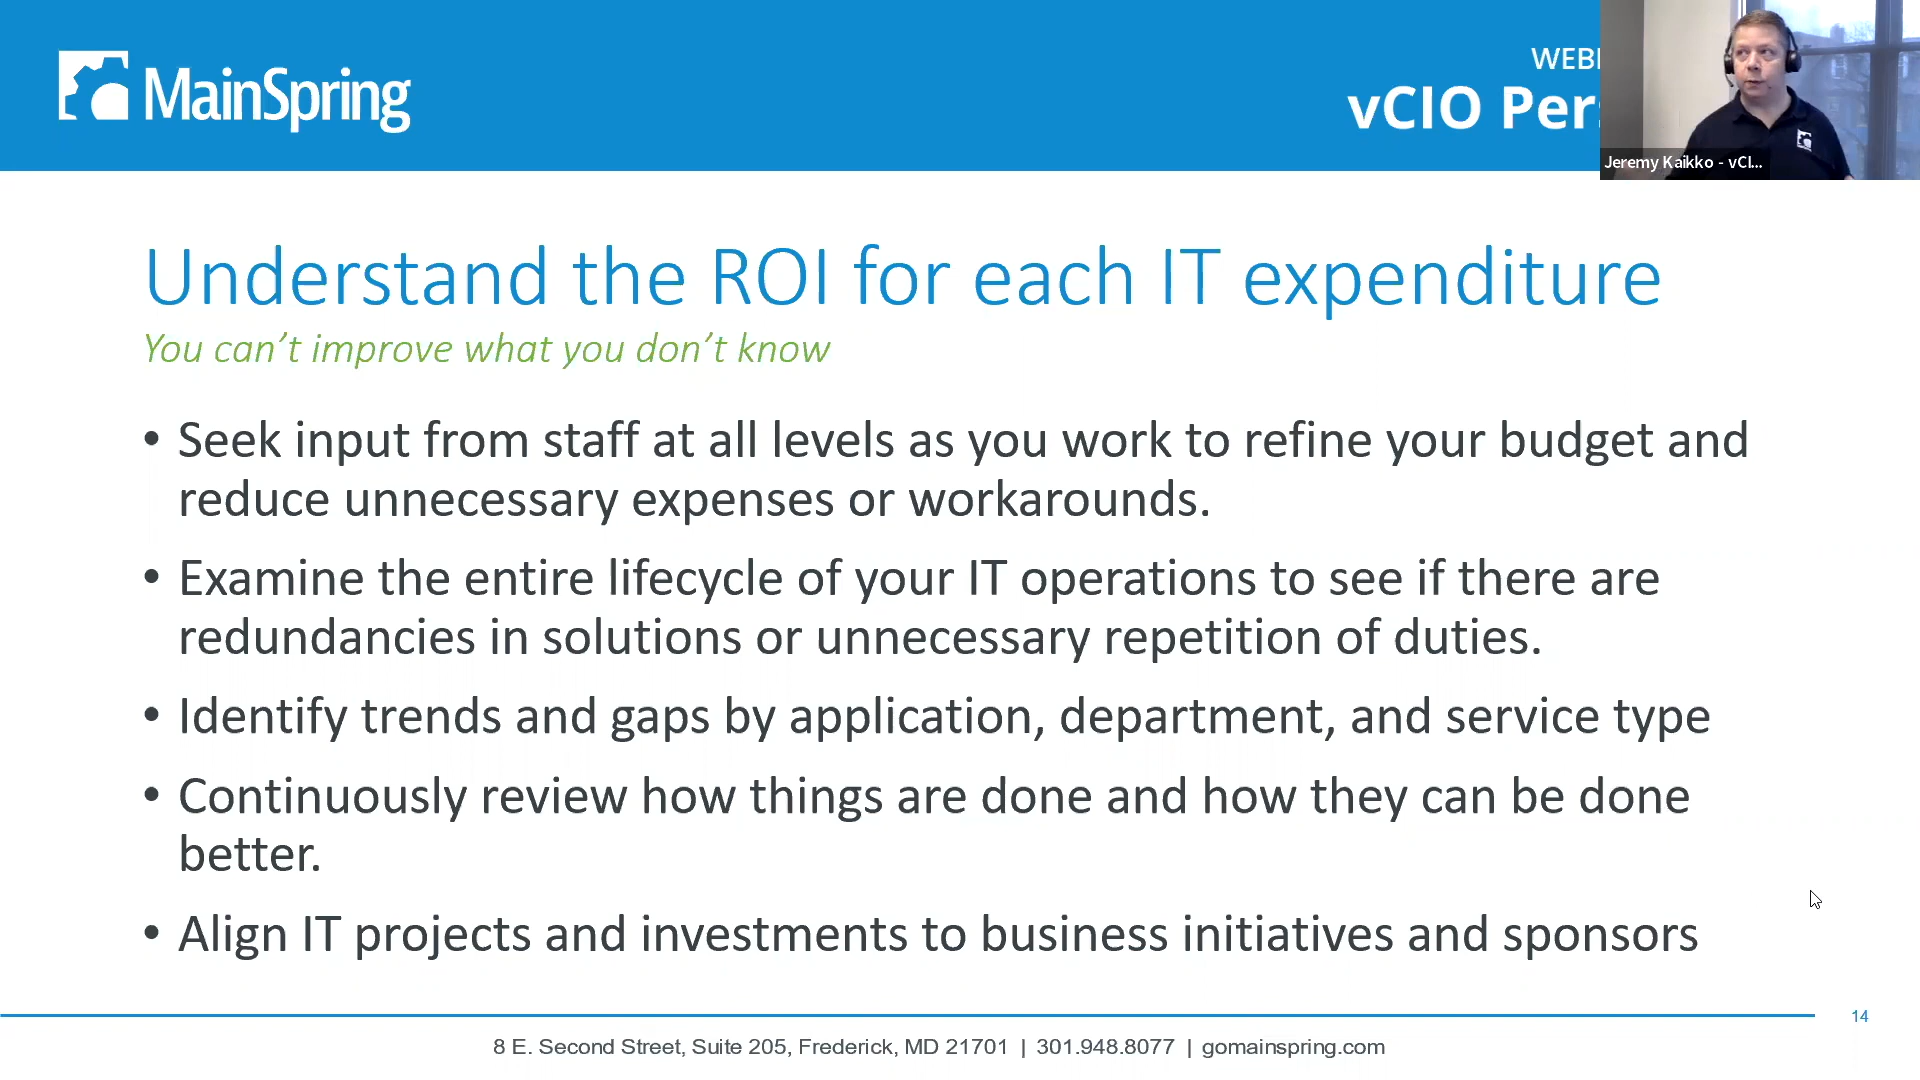 MainSpring
WEB
vCIO Per
Jeremy Kaikko - vCI...
Understand the ROI for each IT expenditure
You can’t improve what you don’t know
• Seek input from staff at all levels as you work to refine your budget and
reduce unnecessary expenses or workarounds.
• Examine the entire lifecycle of your IT operations to see if there are
redundancies in solutions or unnecessary repetition of duties.
• Identify trends and gaps by application, department, and service type
• Continuously review how things are done and how they can be done
better.
• Align IT projects and investments to business initiatives and sponsors
14
8 E. Second Street, Suite 205, Frederick, MD 21701 | 301.948.8077 | gomainspring.com